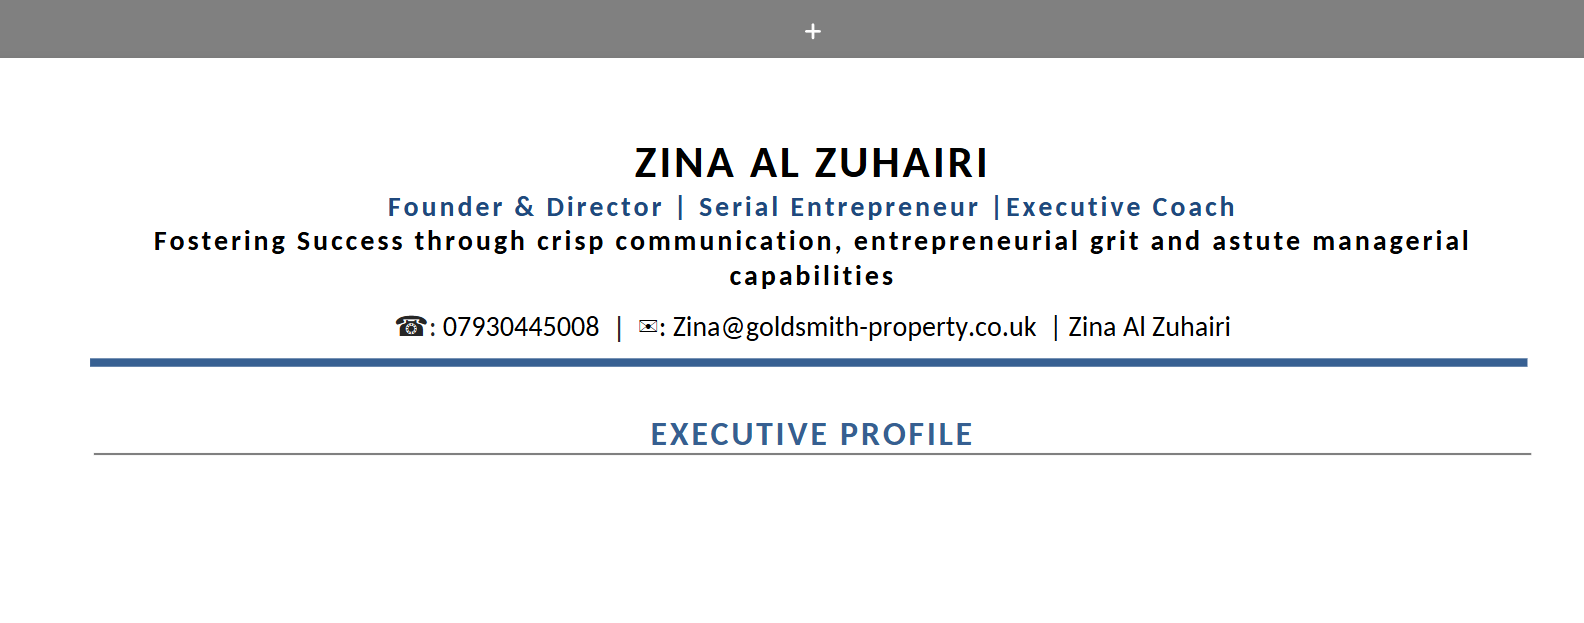 +
ZINA AL ZUHAIRI
Founder & Director | Serial Entrepreneur |Executive Coach
Fostering Success through crisp communication, entrepreneurial grit and astute managerial
capabilities
☎: 07930445008 | ✉: Zina@goldsmith-property.co.uk | Zina Al Zuhairi
EXECUTIVE PROFILE